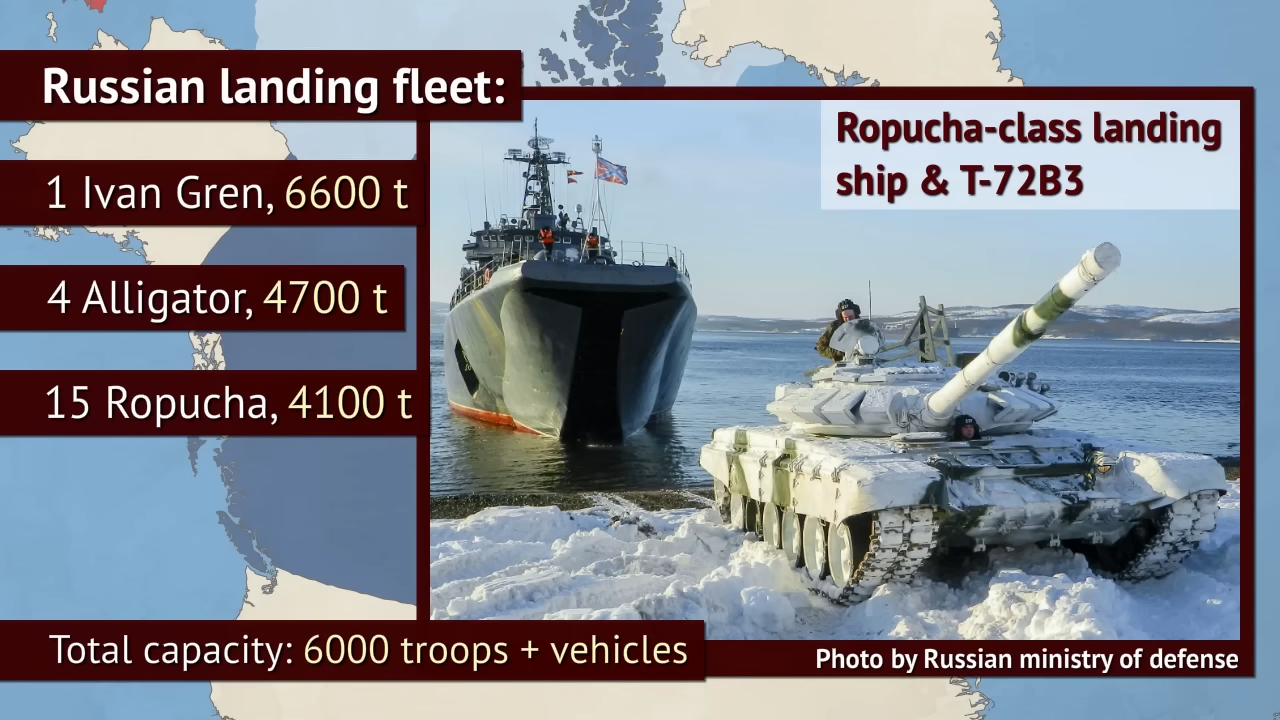 Russian landing fleet:
1 Ivan Gren, 6600 t
4 Alligator, 4700 t
15 Ropucha, 4100 t
Total capacity: 6000 troops + vehicles
Ropucha-class landing
ship & T-72B3
Photo by Russian ministry of defense